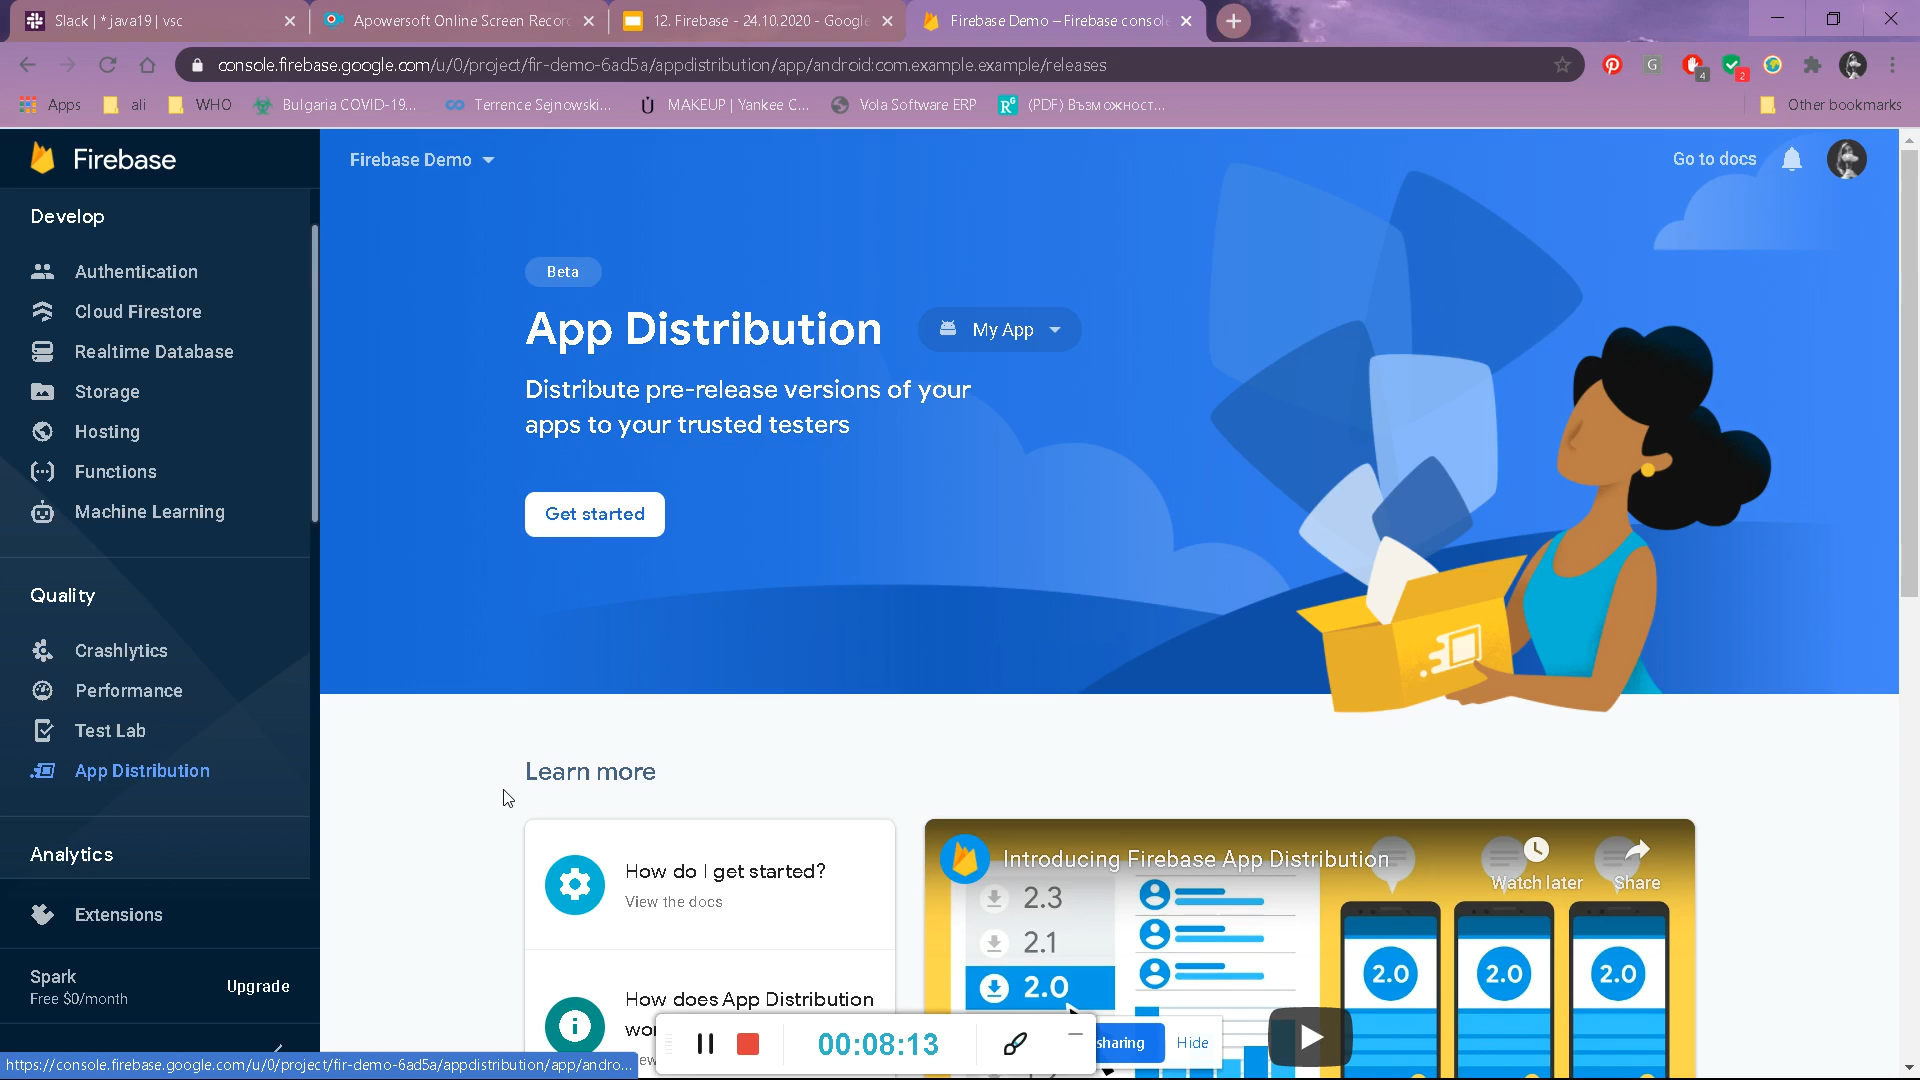 Slack | *java19 | vsc
Apowersoft Online Screen Recor
12. Firebase - 24.10.2020 - Google
Firebase Demo – Firebase console
console.firebase.google.com/u/0/project/fir-demo-6ad5a/appdistribution/app/android:com.example.example/releases
G
4
2
Apps
ali
WHO
Bulgaria COVID-19...
Terrence Sejnowski...
MAKEUP | Yankee C...
Vola Software ERP
(PDF) Възможност...
Other bookmarks
Firebase
Firebase Demo
Go to docs
Develop
Authentication
Cloud Firestore
Realtime Database
Storage
Hosting
Functions
Machine Learning
Quality
Crashlytics
Performance
Test Lab
App Distribution
Analytics
Extensions
Spark
Free $0/month
Upgrade
https://console.firebase.google.com/u/0/project/fir-demo-6ad5a/appdistribution/app/andro...
Beta
App Distribution
My App
Distribute pre-release versions of your
apps to your trusted testers
Get started
Learn more
How do I get started?
View the docs
How does App Distribution
Introducing Firebase App Distribution
Watch later
Share
2.3
2.1
2.0
2.0
2.0
2.0
00:08:13
sharing
Hide